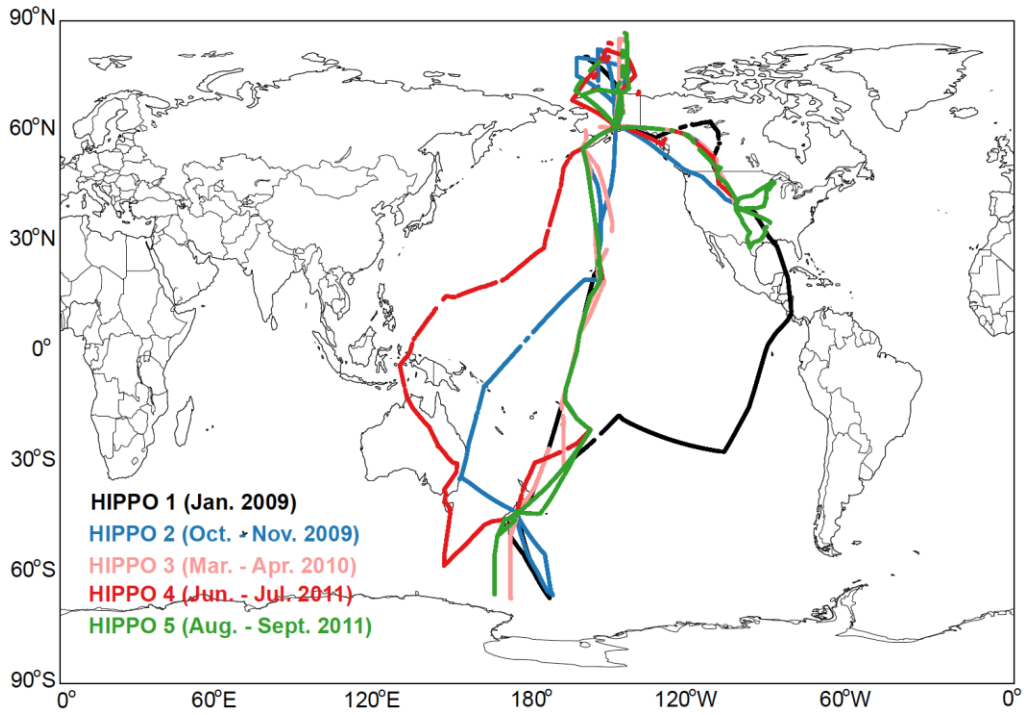 90°N
60°N
30°N
0°
30°S
60°S
90°S
HIPPO 1 (Jan. 2009)
HIPPO 2 (Oct. - Nov. 2009)
HIPPO 3 (Mar. - Apr. 2010)
HIPPO 4 (Jun. - Jul. 2011)
HIPPO 5 (Aug. - Sept. 2011)
0° 60°E 120°E 180° 120°W 60°W 0°